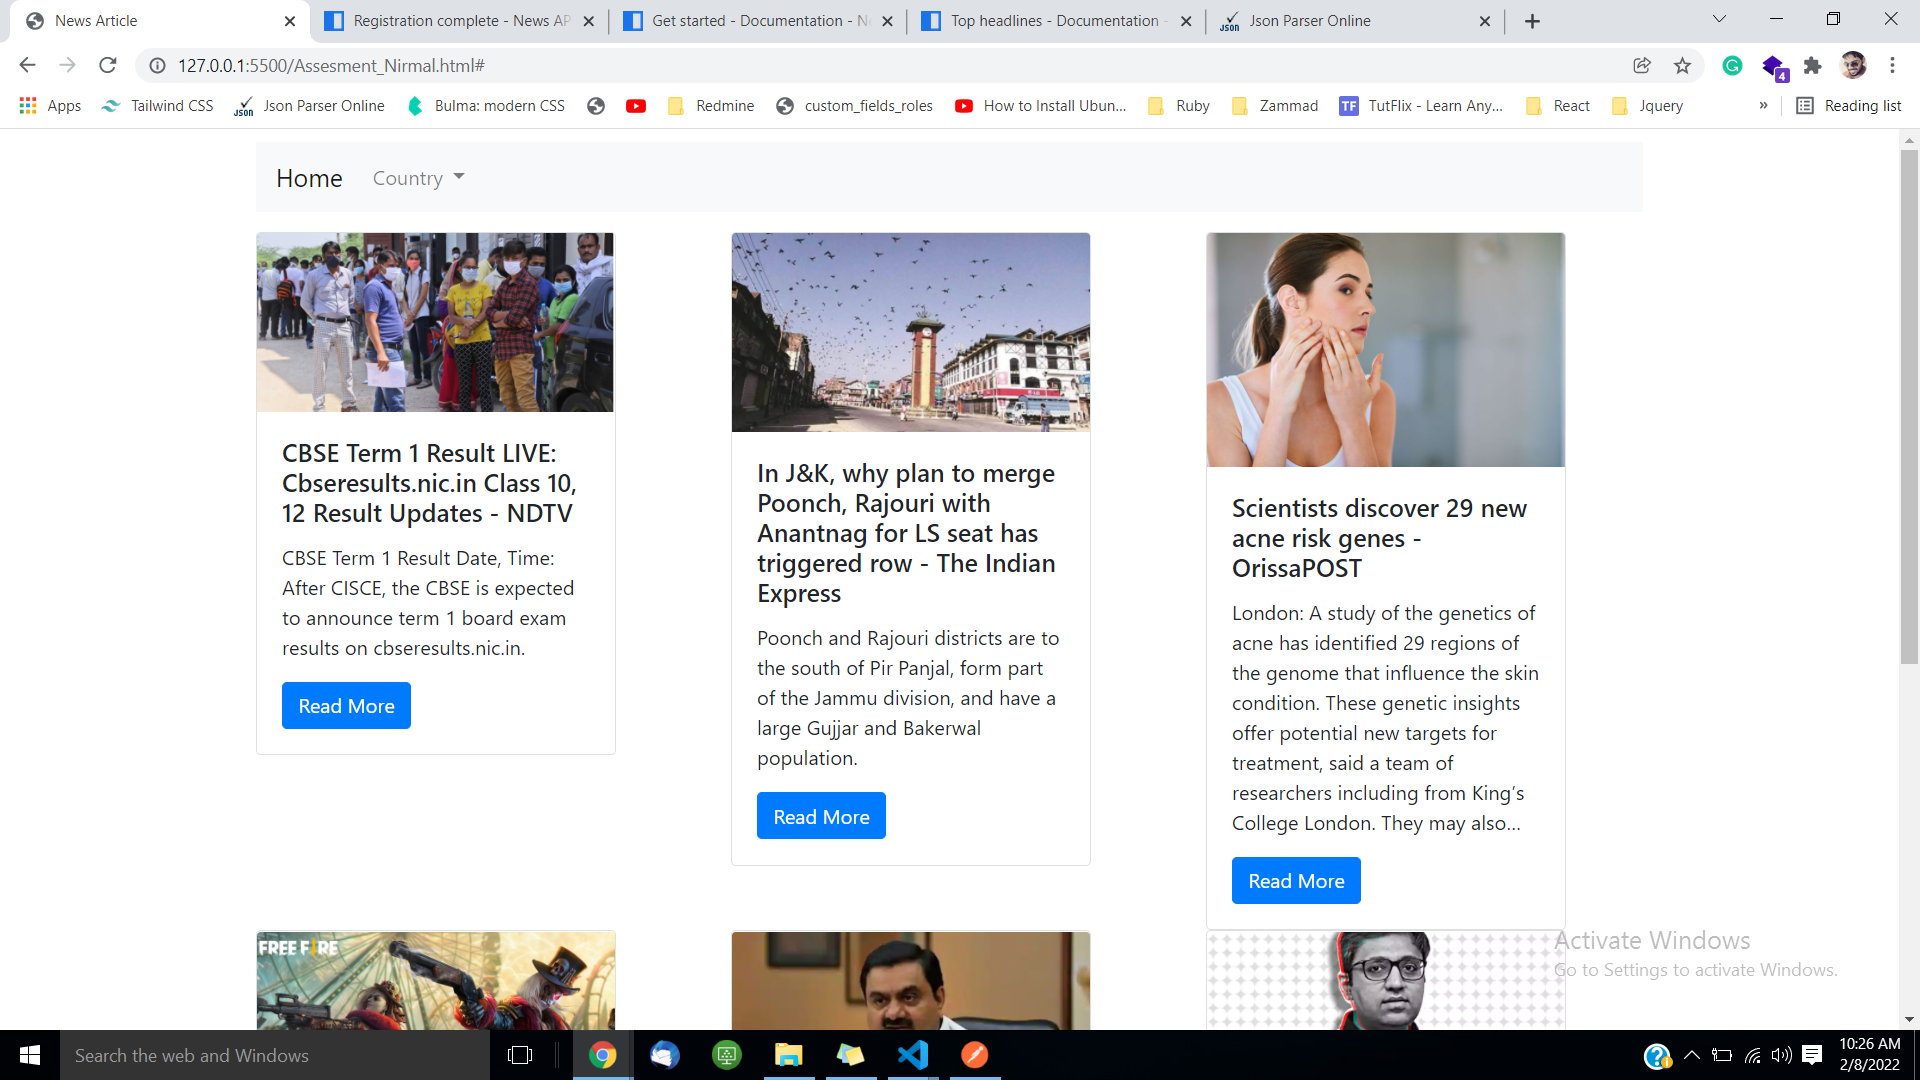 News Article
Registration complete - News AP
Get started - Documentation - Ne
Top headlines - Documentation -
Json Parser Online
127.0.0.1:5500/Assesment_Nirmal.html#
4
Apps
Tailwind CSS
JSON
Json Parser Online
Bulma: modern CSS
Redmine
custom_fields_roles
How to Install Ubun...
Ruby
Zammad
TF
TutFlix - Learn Any...
React
Jquery
»
Reading list
Home
Country
CBSE Term 1 Result LIVE:
Cbseresults.nic.in Class 10,
12 Result Updates - NDTV
CBSE Term 1 Result Date, Time:
After CISCE, the CBSE is expected
to announce term 1 board exam
results on cbseresults.nic.in.
Read More
In J&K, why plan to merge
Poonch, Rajouri with
Anantnag for LS seat has
triggered row - The Indian
Express
Poonch and Rajouri districts are to
the south of Pir Panjal, form part
of the Jammu division, and have a
large Gujjar and Bakerwal
population.
Read More
Scientists discover 29 new
acne risk genes -
OrissaPOST
London: A study of the genetics of
acne has identified 29 regions of
the genome that influence the skin
condition. These genetic insights
offer potential new targets for
treatment, said a team of
researchers including from King’s
College London. They may also…
Read More
FREE FIRE
Activate Windows
Go to Settings to activate Windows.
Search the web and Windows
10:26 AM
2/8/2022